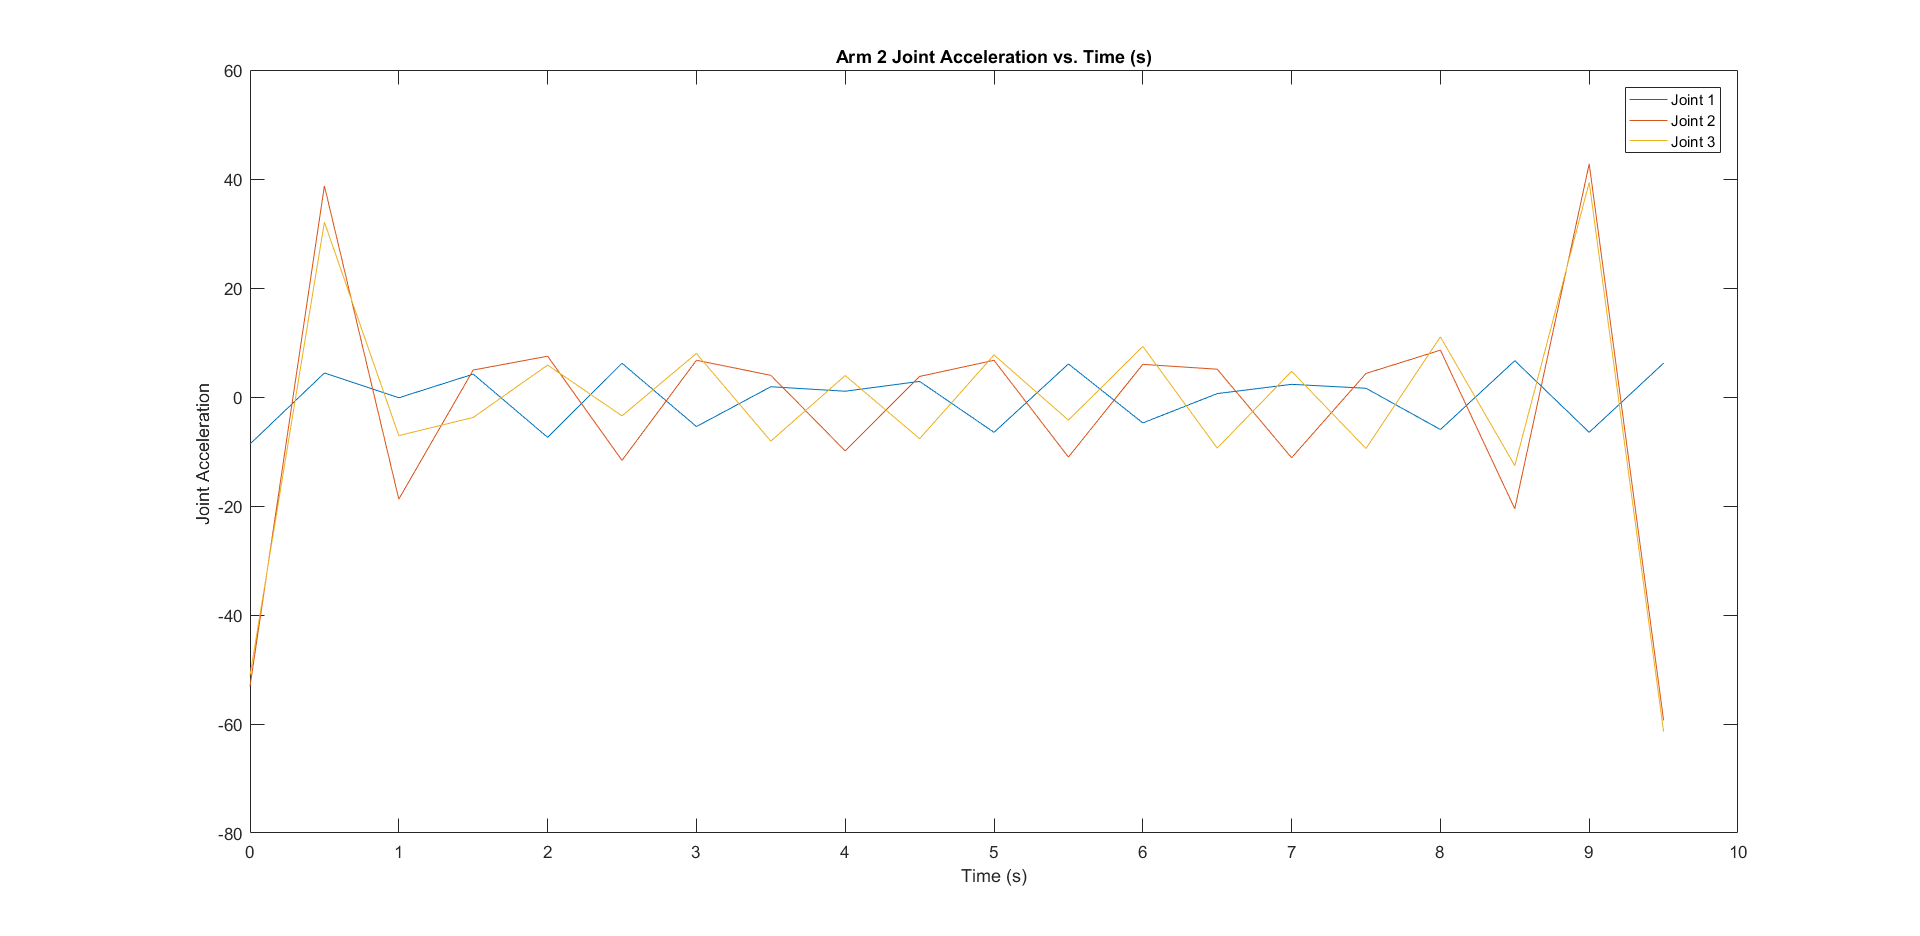 Arm 2 Joint Acceleration vs. Time (s)
60
40
20
0
-20
-40
-60
-80
Joint Acceleration
Joint 1
Joint 2
Joint 3
0 1 2 3 4 5 6 7 8 9 10
Time (s)